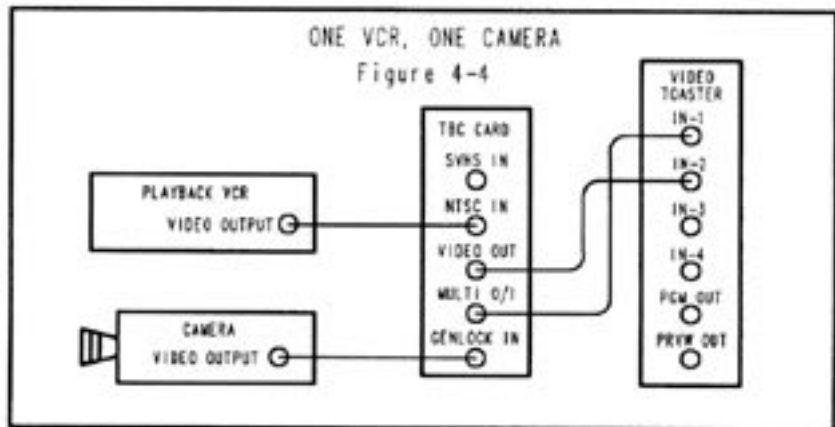 ONE VCR, ONE CAMERA
Figure 4-4
PLAYBACK VCR
VIDEO OUTPUT
CAMERA
VIDEO OUTPUT
TBC CARD
SVHS IN
NTSC IN
VIDEO OUT
MULTI O/I
GENLOCK IN
VIDEO
TOASTER
IN-1
IN-2
IN-3
IN-4
PGM OUT
PRVW OUT